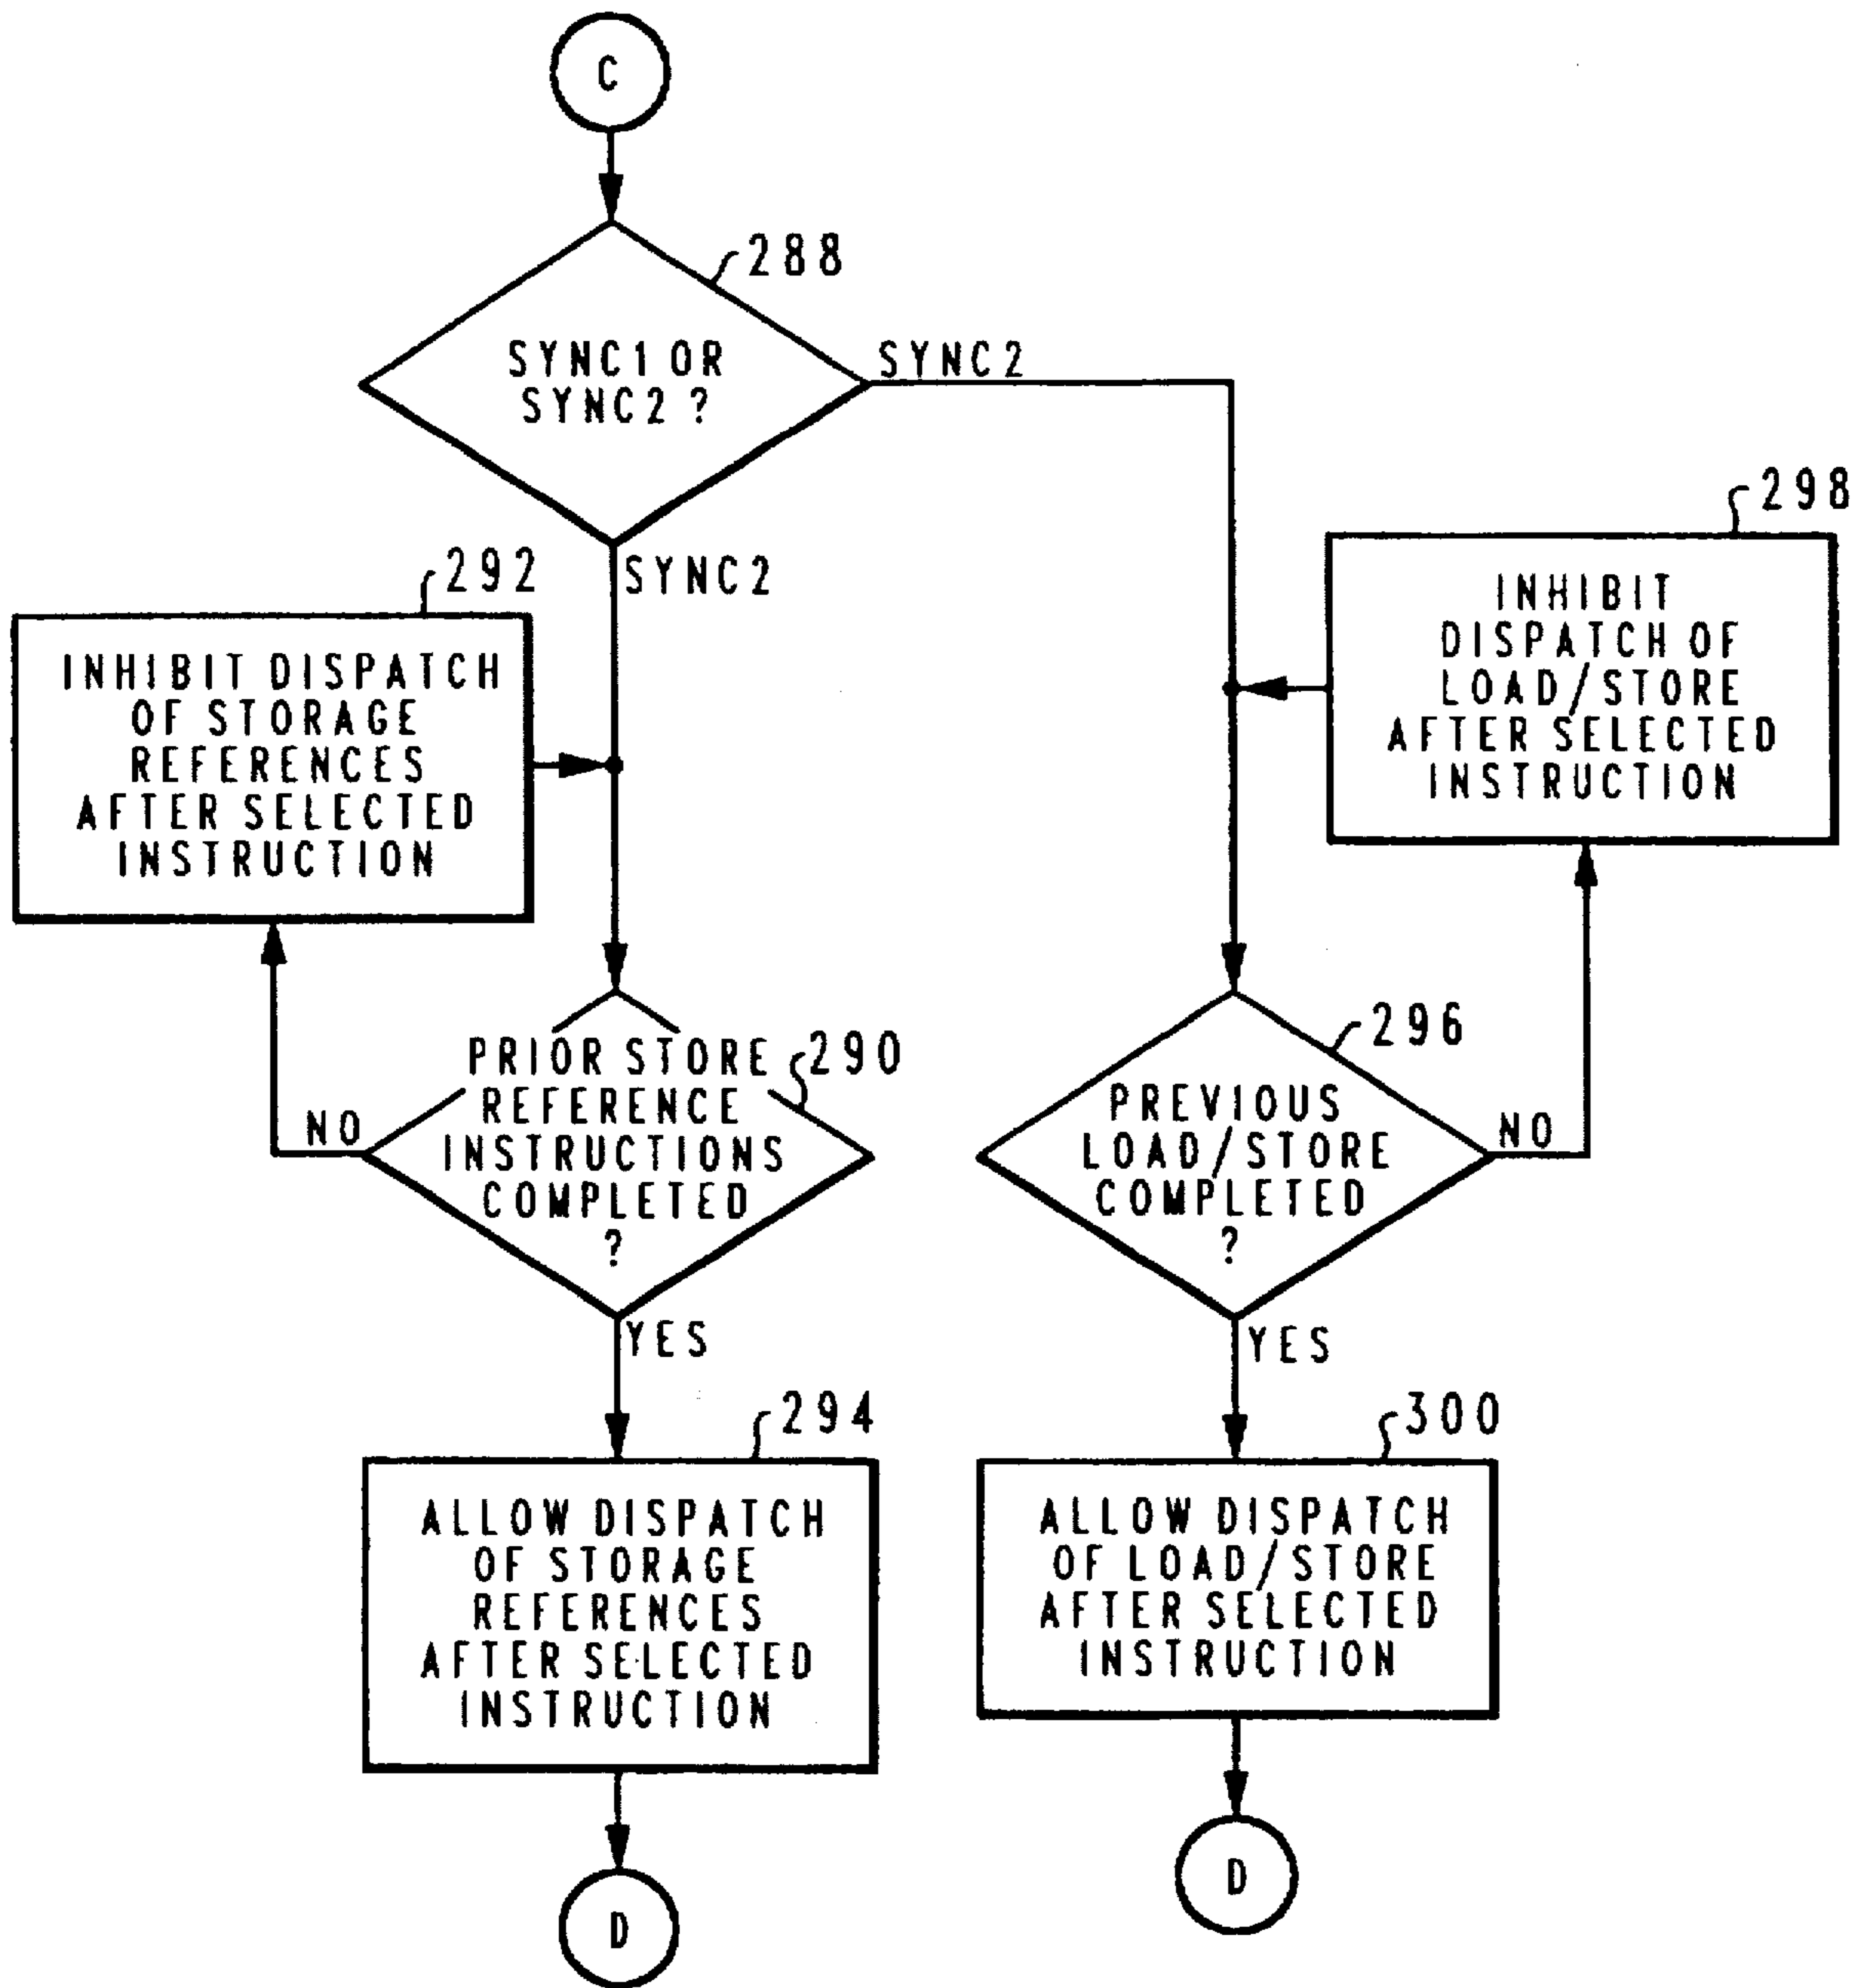 C
288
SYNC1 OR
SYNC2 ?
SYNC2
SYNC2
292
INHIBIT DISPATCH
OF STORAGE
REFERENCES
AFTER SELECTED
INSTRUCTION
298
INHIBIT
DISPATCH OF
LOAD/STORE
AFTER SELECTED
INSTRUCTION
290
PRIOR STORE
REFERENCE
INSTRUCTIONS
COMPLETED
?
NO
YES
296
PREVIOUS
LOAD/STORE
COMPLETED
?
NO
YES
294
ALLOW DISPATCH
OF STORAGE
REFERENCES
AFTER SELECTED
INSTRUCTION
300
ALLOW DISPATCH
OF LOAD/STORE
AFTER SELECTED
INSTRUCTION
D
D